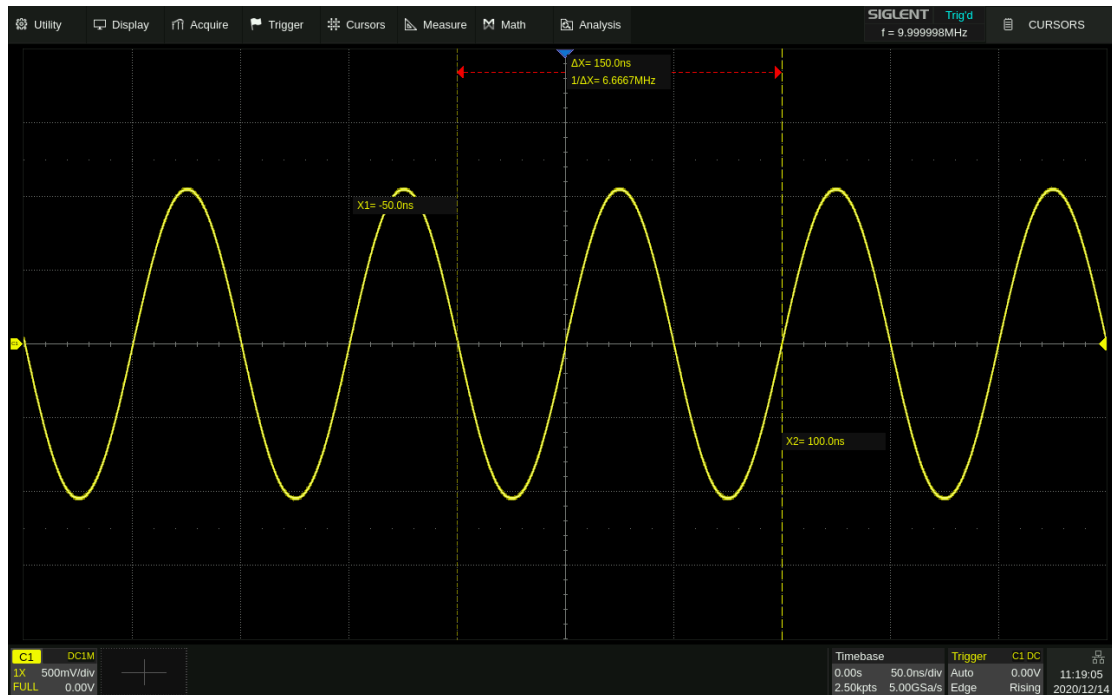 Utility Display Acquire Trigger Cursors Measure Math Analysis SIGLENT Trig'd CURSORS
f = 9.999998MHz
ΔX= 150.0ns
1/ΔX= 6.6667MHz
X1= -50.0ns
C1
X2= 100.0ns
C1 DC1M Timebase Trigger C1 DC
1X 500mV/div 0.00s 50.0ns/div Auto 0.00V 11:19:05
FULL 0.00V 2.50kpts 5.00GSa/s Edge Rising 2020/12/14